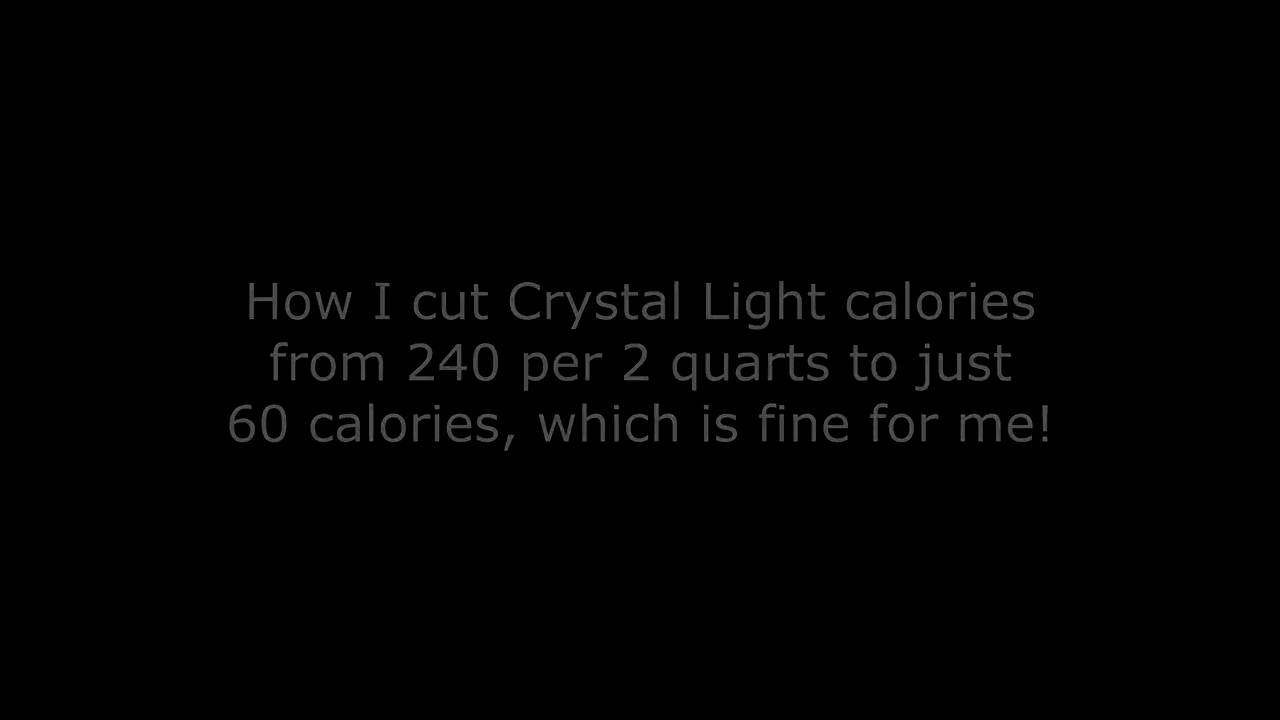 How I cut Crystal Light calories
from 240 per 2 quarts to just
60 calories, which is fine for me!